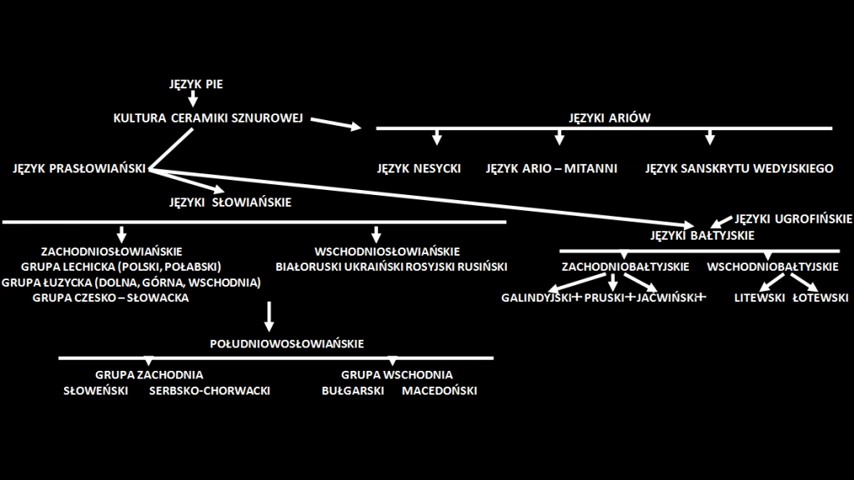 JĘZYK PIE
KULTURA CERAMIKI SZNUROWEJ
JĘZYKI ARIÓW
JĘZYK PRASŁOWIAŃSKI
JĘZYK NESYCKI
JĘZYK ARIO – MITANNI
JĘZYK SANSKRYTU WEDYJSKIEGO
JĘZYKI SŁOWIAŃSKIE
JĘZYKI UGROFIŃSKIE
JĘZYKI BAŁTYJSKIE
ZACHODNIOSŁOWIAŃSKIE
GRUPA LECHICKA (POLSKI, POŁABSKI)
GRUPA ŁUZYCKA (DOLNA, GÓRNA, WSCHODNIA)
GRUPA CZESKO – SŁOWACKA
WSCHODNIOSŁOWIAŃSKIE
BIAŁORUSKI UKRAIŃSKI ROSYJSKI RUSIŃSKI
ZACHODNIOBAŁTYJSKIE
WSCHODNIOBAŁTYJSKIE
GALINDYJSKI+ PRUSKI+ JAĆWIŃSKI+
LITEWSKI ŁOTEWSKI
POŁUDNIOWOSŁOWIAŃSKIE
GRUPA ZACHODNIA
SŁOWEŃSKI SERBSKO-CHORWACKI
GRUPA WSCHODNIA
BUŁGARSKI MACEDOŃSKI